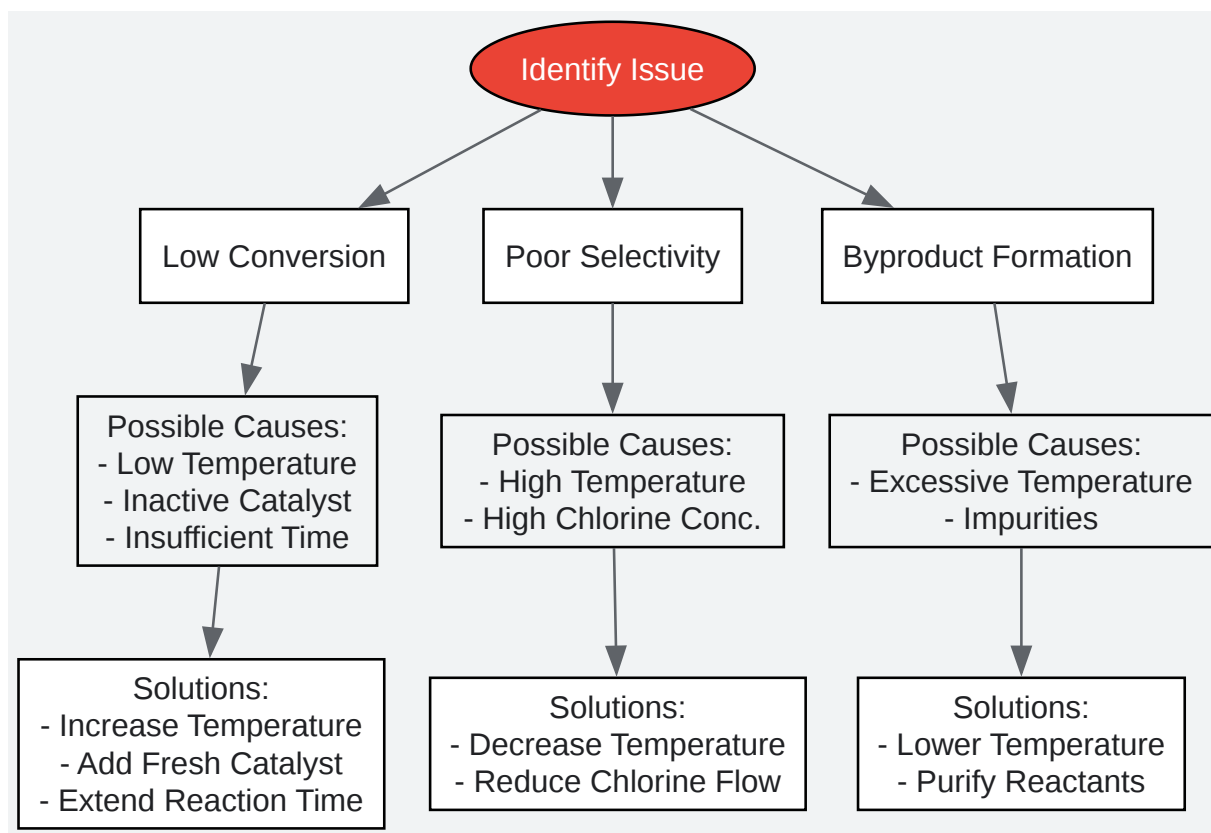 Identify Issue
Low Conversion
Poor Selectivity
Byproduct Formation
Possible Causes:
- Low Temperature
- Inactive Catalyst
- Insufficient Time
Possible Causes:
- High Temperature
- High Chlorine Conc.
Possible Causes:
- Excessive Temperature
- Impurities
Solutions:
- Increase Temperature
- Add Fresh Catalyst
- Extend Reaction Time
Solutions:
- Decrease Temperature
- Reduce Chlorine Flow
Solutions:
- Lower Temperature
- Purify Reactants